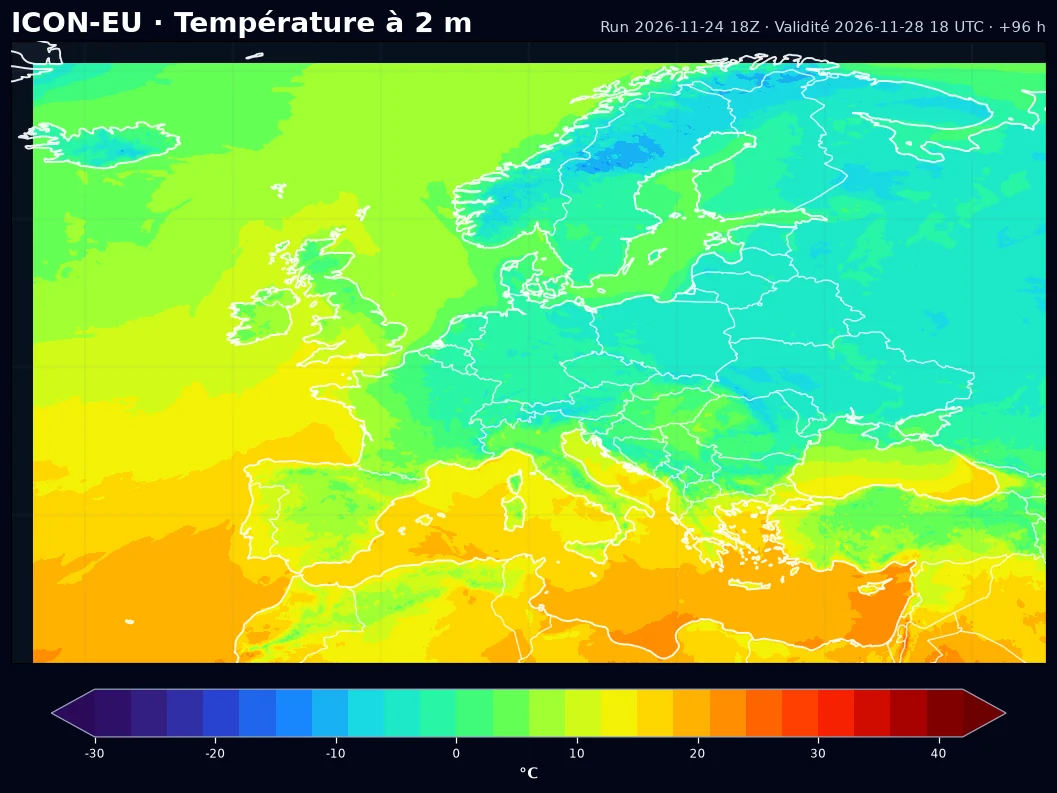 ICON-EU · Température à 2 m
Run 2026-11-24 18Z · Validité 2026-11-28 18 UTC · +96 h
-30 -20 -10 0 10 20 30 40
°C